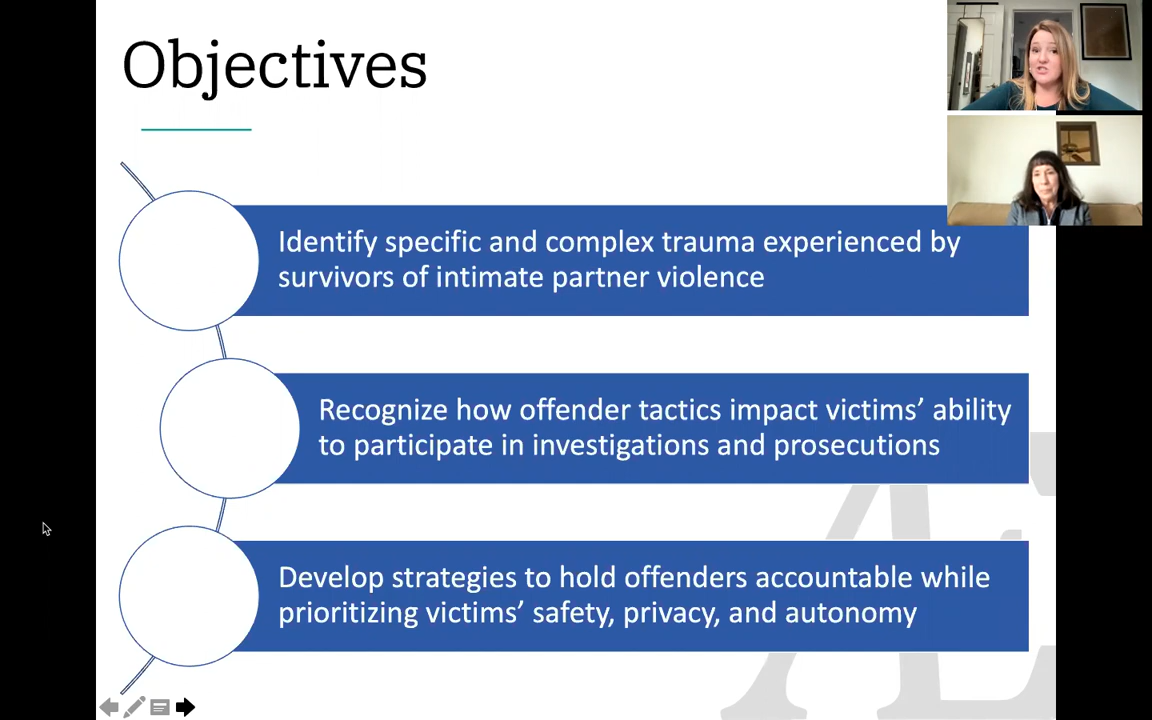 Objectives
Identify specific and complex trauma experienced by
survivors of intimate partner violence
Recognize how offender tactics impact victims’ ability
to participate in investigations and prosecutions
Develop strategies to hold offenders accountable while
prioritizing victims’ safety, privacy, and autonomy
Æ